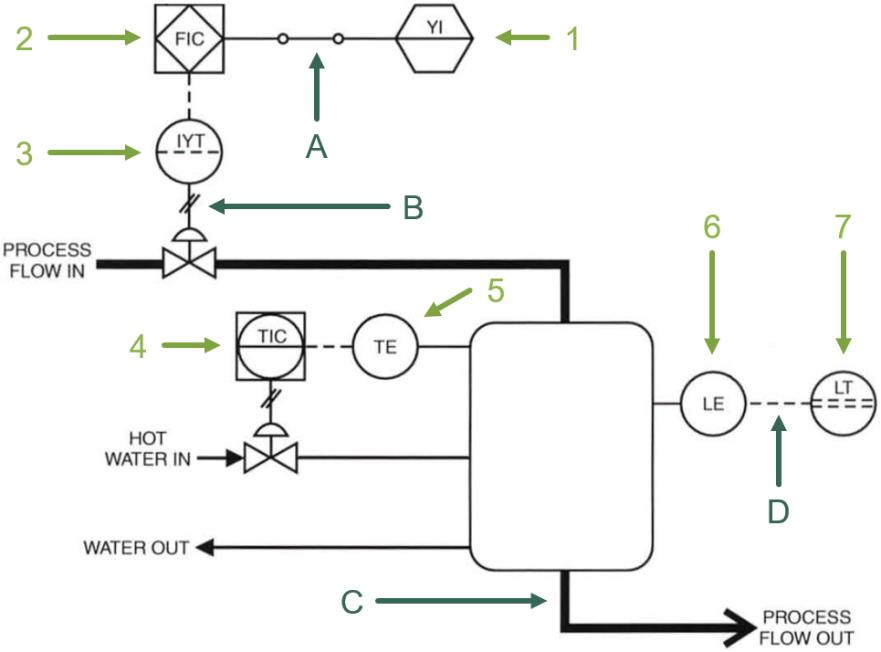 2
FIC
YI
1
A
3
IYT
B
PROCESS
FLOW IN
6
7
5
4
TIC
TE
LE
LT
HOT
WATER IN
D
WATER OUT
C
PROCESS
FLOW OUT